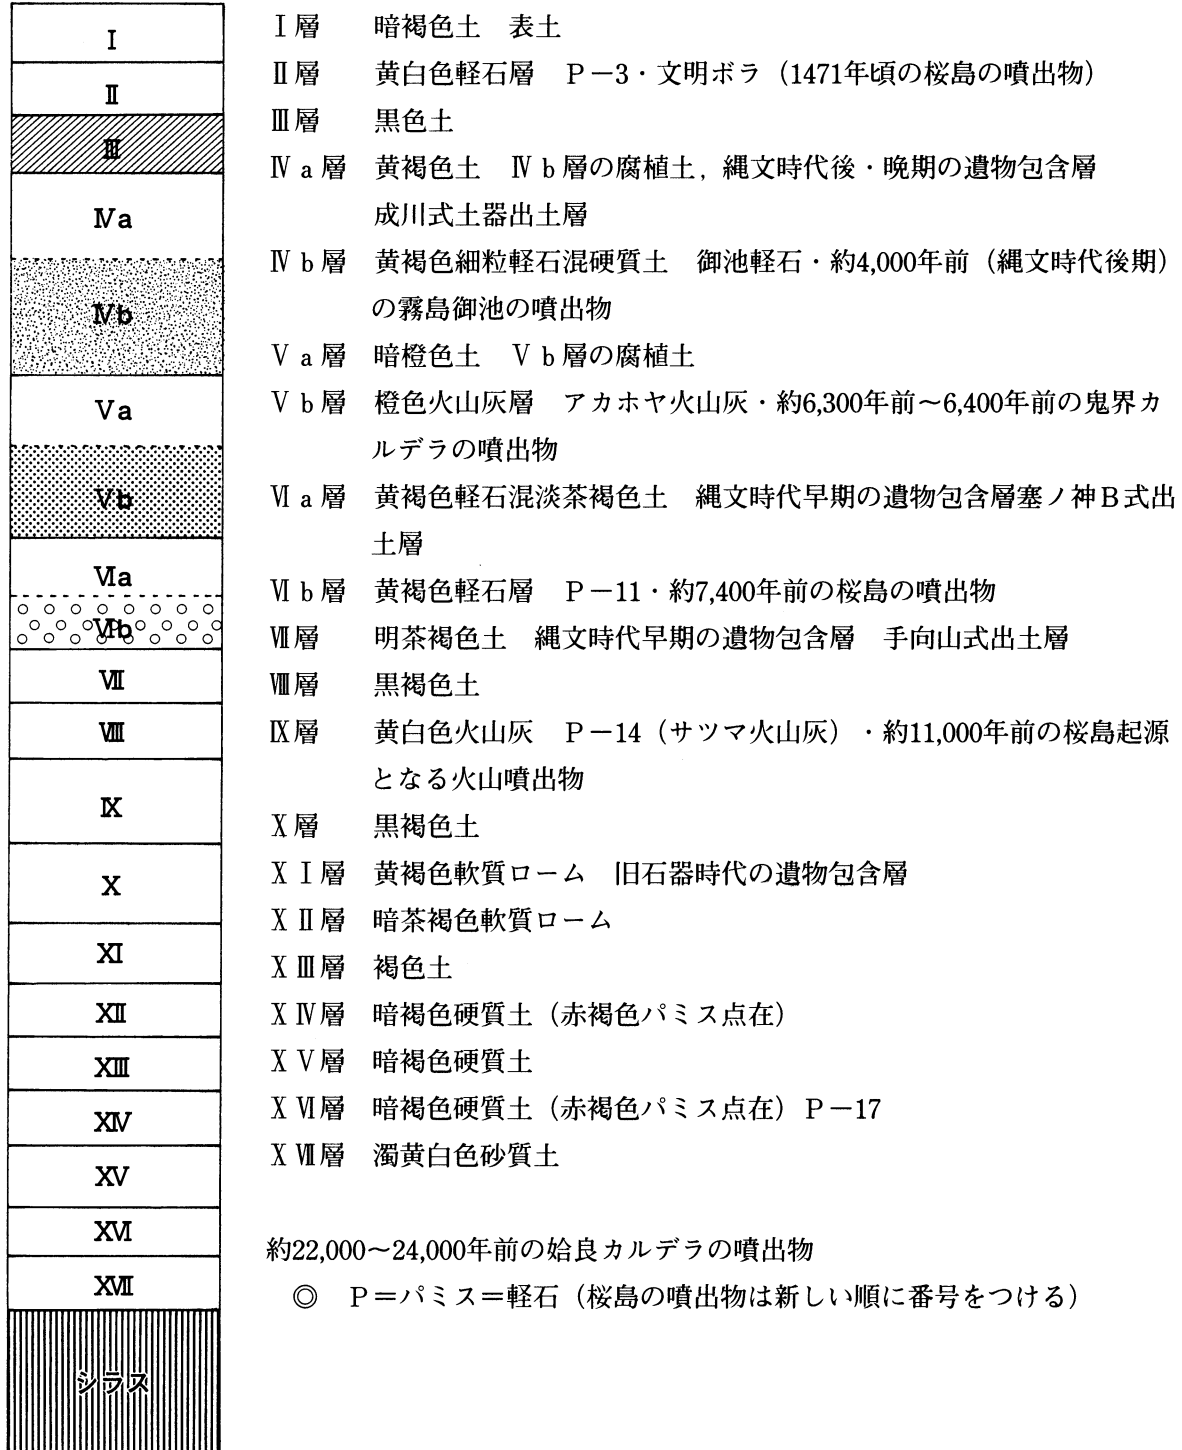 Ⅰ
Ⅱ
Ⅲ
Ⅳa
Ⅳb
Ⅴa
Ⅴb
Ⅵa
Ⅵb
Ⅶ
Ⅷ
Ⅸ
Ⅹ
ⅩⅠ
ⅩⅡ
ⅩⅢ
ⅩⅣ
ⅩⅤ
ⅩⅥ
ⅩⅦ
シラス
Ⅰ層 暗褐色土 表土
Ⅱ層 黄白色軽石層 P-3・文明ボラ(1471年頃の桜島の噴出物)
Ⅲ層 黒色土
Ⅳa層 黄褐色土 Ⅳb層の腐植土,縄文時代後・晩期の遺物包含層
成川式土器出土層
Ⅳb層 黄褐色細粒軽石混硬質土 御池軽石・約4,000年前(縄文時代後期)
の霧島御池の噴出物
Ⅴa層 暗橙色土 Ⅴb層の腐植土
Ⅴb層 橙色火山灰層 アカホヤ火山灰・約6,300年前~6,400年前の鬼界カ
ルデラの噴出物
Ⅵa層 黄褐色軽石混淡茶褐色土 縄文時代早期の遺物包含層塞ノ神B式出
土層
Ⅵb層 黄褐色軽石層 P-11・約7,400年前の桜島の噴出物
Ⅶ層 明茶褐色土 縄文時代早期の遺物包含層 手向山式出土層
Ⅷ層 黒褐色土
Ⅸ層 黄白色火山灰 P-14(サツマ火山灰)・約11,000年前の桜島起源
となる火山噴出物
Ⅹ層 黒褐色土
ⅩⅠ層 黄褐色軟質ローム 旧石器時代の遺物包含層
ⅩⅡ層 暗茶褐色軟質ローム
ⅩⅢ層 褐色土
ⅩⅣ層 暗褐色硬質土(赤褐色パミス点在)
ⅩⅤ層 暗褐色硬質土
ⅩⅥ層 暗褐色硬質土(赤褐色パミス点在)P-17
ⅩⅦ層 濁黄白色砂質土
約22,000~24,000年前の姶良カルデラの噴出物
◎ P=パミス=軽石(桜島の噴出物は新しい順に番号をつける)